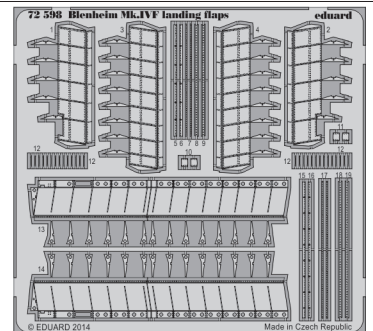 72 598 Blenheim Mk.IVF landing flaps eduard
1 3 4 2
5 6 7 8 9
10
11
12
12 12 12
15 16 17 18 19
13
14
© EDUARD 2014 Made in Czech Republic